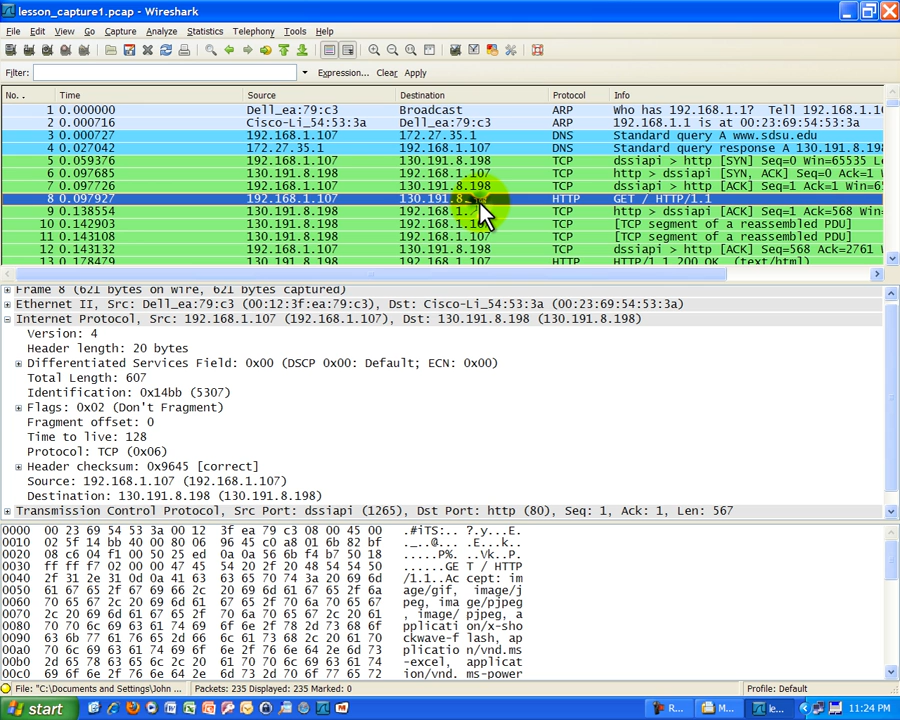 lesson_capture1.pcap - Wireshark
File Edit View Go Capture Analyze Statistics Telephony Tools Help
Filter: Expression... Clear Apply
No. . Time Source Destination Protocol Info
1 0.000000 Dell_ea:79:c3 Broadcast ARP Who has 192.168.1.1? Tell 192.168.1.10
2 0.000716 Cisco-Li_54:53:3a Dell_ea:79:c3 ARP 192.168.1.1 is at 00:23:69:54:53:3a
3 0.000727 192.168.1.107 172.27.35.1 DNS Standard query A www.sdsu.edu
4 0.027042 172.27.35.1 192.168.1.107 DNS Standard query response A 130.191.8.198
5 0.059376 192.168.1.107 130.191.8.198 TCP dssiapi > http [SYN] Seq=0 Win=65535 Le
6 0.097685 130.191.8.198 192.168.1.107 TCP http > dssiapi [SYN, ACK] Seq=0 Ack=1
7 0.097726 192.168.1.107 130.191.8.198 TCP dssiapi > http [ACK] Seq=1 Ack=1 Win=65
8 0.097927 192.168.1.107 130.191.8. HTTP GET / HTTP/1.1
9 0.138554 130.191.8.198 192.168.1. TCP http > dssiapi [ACK] Seq=1 Ack=568 Win=
10 0.142903 130.191.8.198 192.168.1.107 TCP [TCP segment of a reassembled PDU]
11 0.143108 130.191.8.198 192.168.1.107 TCP [TCP segment of a reassembled PDU]
12 0.143132 192.168.1.107 130.191.8.198 TCP dssiapi > http [ACK] Seq=568 Ack=2761 W
13 0.178479 130.191.8.198 192.168.1.107 HTTP HTTP/1.1 200 OK (text/html)
Frame 8 (621 bytes on wire, 621 bytes captured)
Ethernet II, Src: Dell_ea:79:c3 (00:12:3f:ea:79:c3), Dst: Cisco-Li_54:53:3a (00:23:69:54:53:3a)
Internet Protocol, Src: 192.168.1.107 (192.168.1.107), Dst: 130.191.8.198 (130.191.8.198)
Version: 4
Header length: 20 bytes
Differentiated Services Field: 0x00 (DSCP 0x00: Default; ECN: 0x00)
Total Length: 607
Identification: 0x14bb (5307)
Flags: 0x02 (Don't Fragment)
Fragment offset: 0
Time to live: 128
Protocol: TCP (0x06)
Header checksum: 0x9645 [correct]
Source: 192.168.1.107 (192.168.1.107)
Destination: 130.191.8.198 (130.191.8.198)
Transmission Control Protocol, Src Port: dssiapi (1265), Dst Port: http (80), Seq: 1, Ack: 1, Len: 567
0000 00 23 69 54 53 3a 00 12 3f ea 79 c3 08 00 45 00 .#iTS:.. ?.y...E.
0010 02 5f 14 bb 40 00 80 06 96 45 c0 a8 01 6b 82 bf ._..@... .E...k..
0020 08 c6 04 f1 00 50 25 ed 0a 0a 56 6b f4 b7 50 18 .....P%. ..Vk..P.
0030 ff ff f7 02 00 00 47 45 54 20 2f 20 48 54 54 50 ......GE T / HTTP
0040 2f 31 2e 31 0d 0a 41 63 63 65 70 74 3a 20 69 6d /1.1..Ac cept: im
0050 61 67 65 2f 67 69 66 2c 20 69 6d 61 67 65 2f 6a age/gif, image/j
0060 70 65 67 2c 20 69 6d 61 67 65 2f 70 6a 70 65 67 peg, ima ge/pjpeg
0070 2c 20 69 6d 61 67 65 2f 70 6a 70 65 67 2c 20 61 , image/ pjpeg, a
0080 70 70 6c 69 63 61 74 69 6f 6e 2f 78 2d 73 68 6f pplicati on/x-sho
0090 63 6b 77 61 76 65 2d 66 6c 61 73 68 2c 20 61 70 ckwave-f lash, ap
00a0 70 6c 69 63 61 74 69 6f 6e 2f 76 6e 64 2e 6d 73 plicatio n/vnd.ms
00b0 2d 65 78 63 65 6c 2c 20 61 70 70 6c 69 63 61 74 -excel, applicat
00c0 69 6f 6e 2f 76 6e 64 2e 6d 73 2d 70 6f 77 65 72 ion/vnd. ms-power
File: "C:\Documents and Settings\John ... Packets: 235 Displayed: 235 Marked: 0 Profile: Default
start R... M... le... 11:24 PM